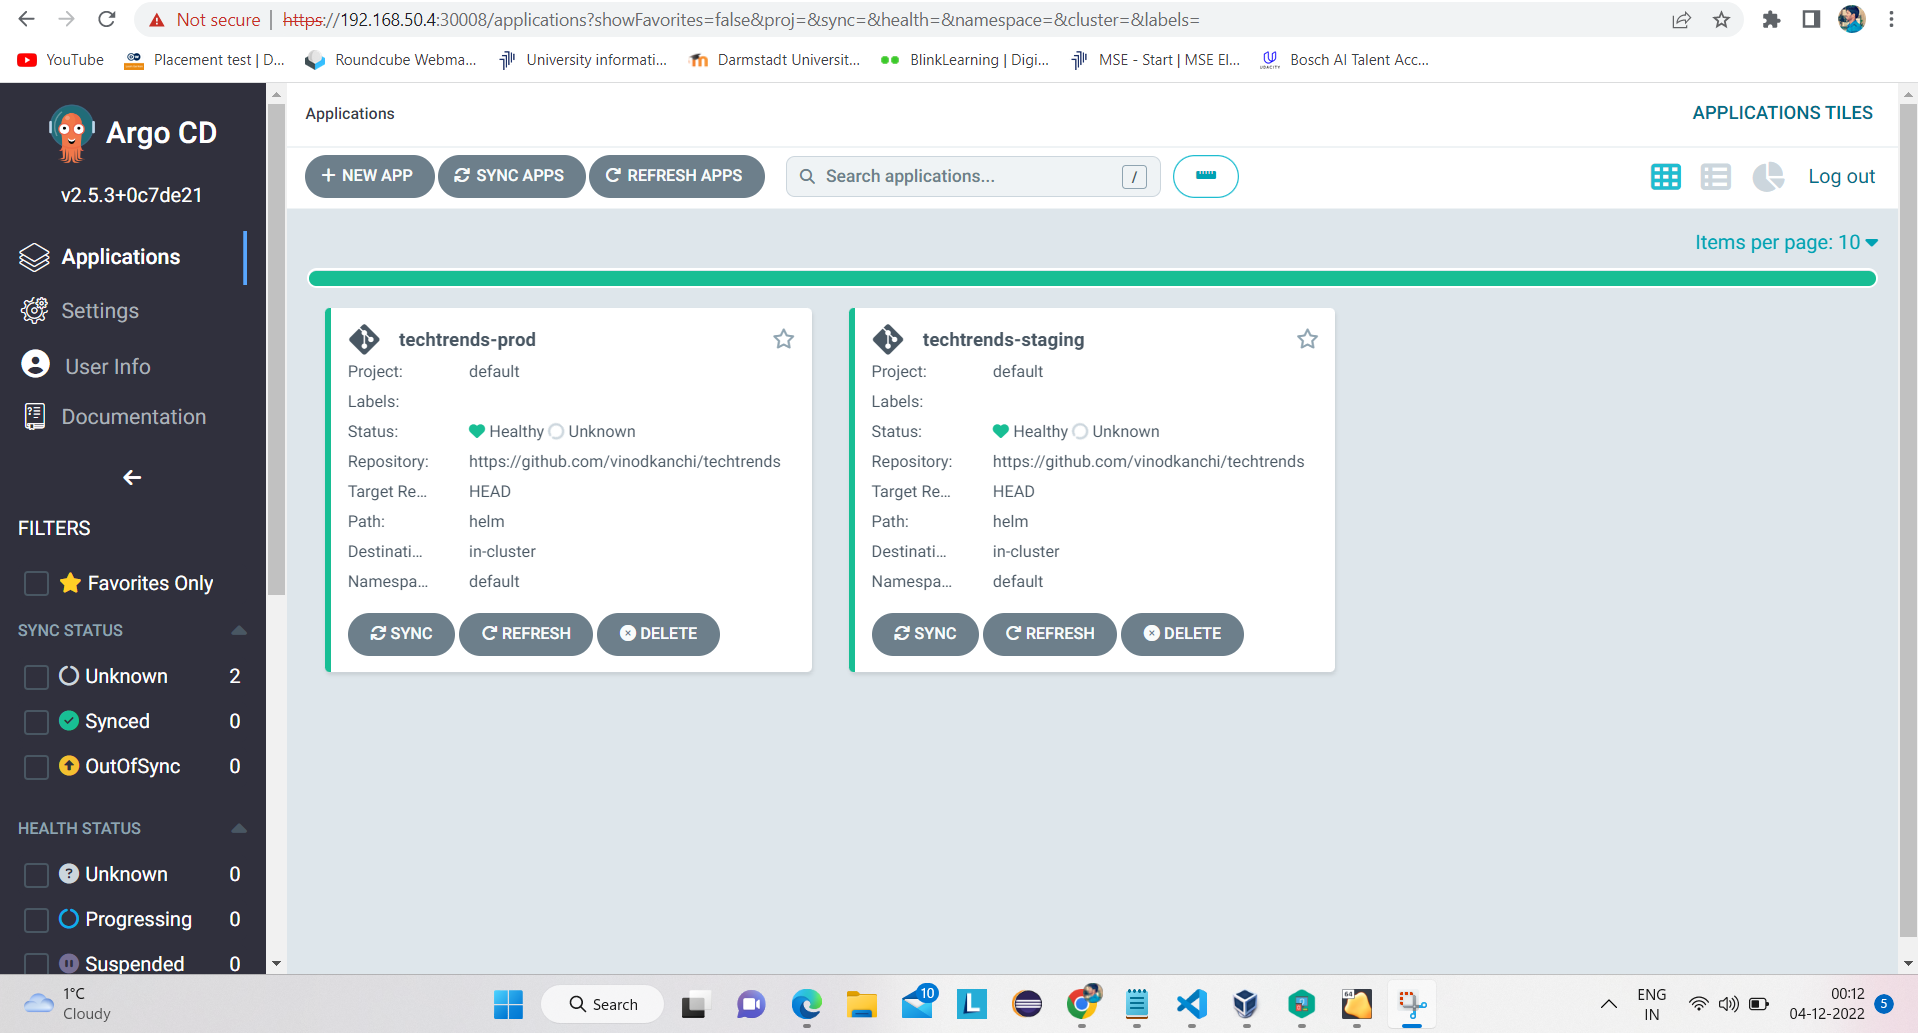 Not secure | https://192.168.50.4:30008/applications?showFavorites=false&proj=&sync=&health=&namespace=&cluster=&labels=
YouTube Placement test | D... Roundcube Webma... University informati... Darmstadt Universit... BlinkLearning | Digi... MSE - Start | MSE El... UDACITY Bosch AI Talent Acc...
Argo CD
v2.5.3+0c7de21
Applications
Settings
User Info
Documentation
FILTERS
Favorites Only
SYNC STATUS
Unknown 2
Synced 0
OutOfSync 0
HEALTH STATUS
Unknown 0
Progressing 0
Suspended 0
Applications APPLICATIONS TILES
+ NEW APP SYNC APPS REFRESH APPS Search applications... / Log out
Items per page: 10
techtrends-prod
Project: default
Labels:
Status: Healthy Unknown
Repository: https://github.com/vinodkanchi/techtrends
Target Re... HEAD
Path: helm
Destinati... in-cluster
Namespa... default
SYNC REFRESH DELETE
techtrends-staging
Project: default
Labels:
Status: Healthy Unknown
Repository: https://github.com/vinodkanchi/techtrends
Target Re... HEAD
Path: helm
Destinati... in-cluster
Namespa... default
SYNC REFRESH DELETE
1°C
Cloudy
Search
10
L
64
ENG
IN
00:12
04-12-2022
5